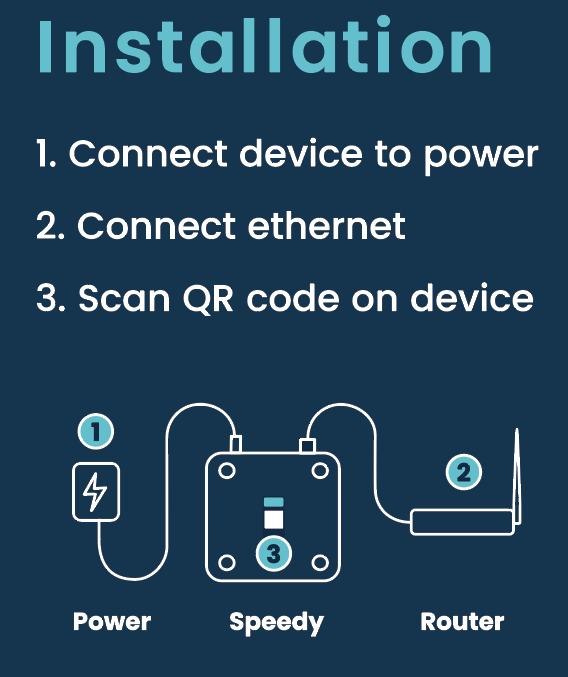 Installation
1. Connect device to power
2. Connect ethernet
3. Scan QR code on device
1
2
3
Power Speedy Router